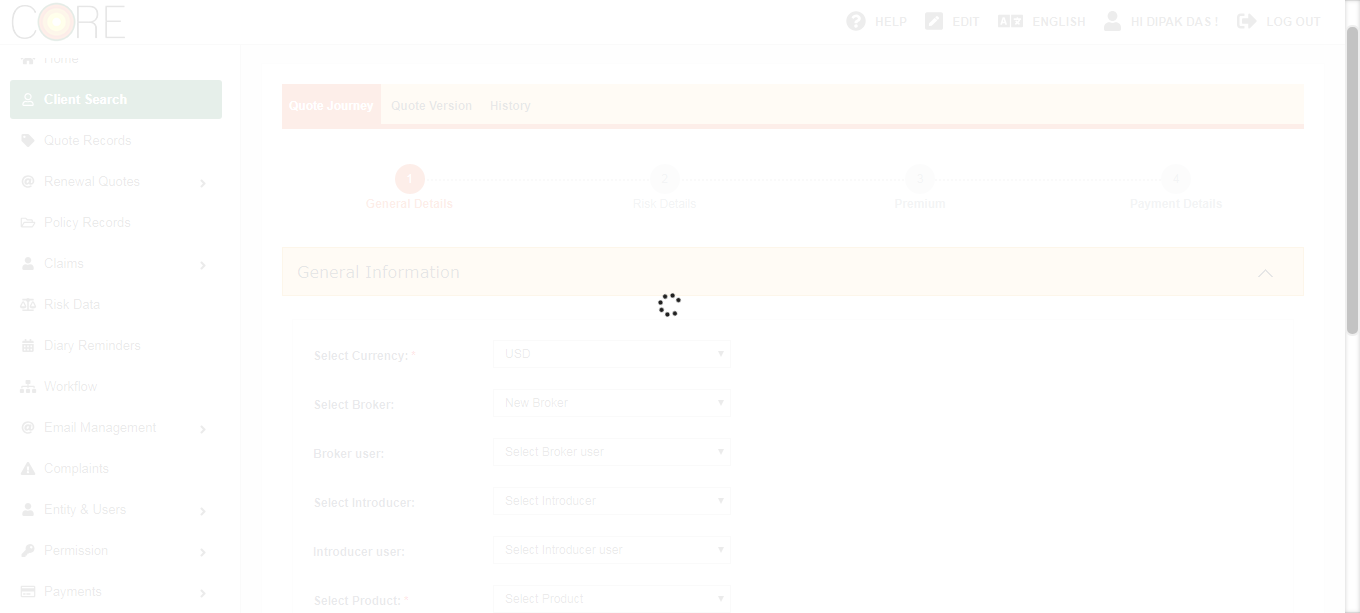 CORE
HELP
EDIT
ENGLISH
HI DIPAK DAS !
LOG OUT
Home
Client Search
Quote Records
Renewal Quotes
Policy Records
Claims
Risk Data
Diary Reminders
Workflow
Email Management
Complaints
Entity & Users
Permission
Payments
Quote Journey
Quote Version
History
1
General Details
2
Risk Details
3
Premium
4
Payment Details
General Information
Select Currency: *
USD
Select Broker:
New Broker
Broker user:
Select Broker user
Select Introducer:
Select Introducer
Introducer user:
Select Introducer user
Select Product: *
Select Product